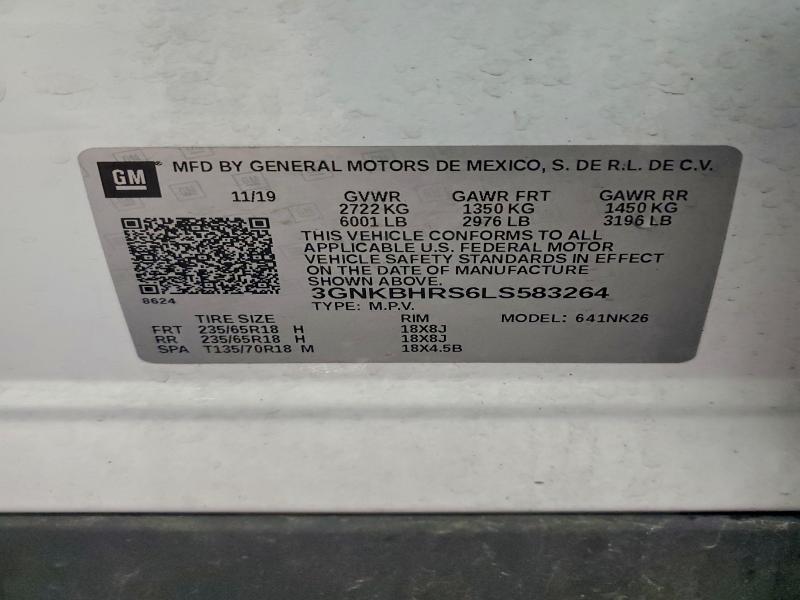 GM MFD BY GENERAL MOTORS DE MEXICO, S. DE R.L. DE C.V.
11/19 GVWR GAWR FRT GAWR RR
2722 KG 1350 KG 1450 KG
6001 LB 2976 LB 3196 LB
THIS VEHICLE CONFORMS TO ALL
APPLICABLE U.S. FEDERAL MOTOR
VEHICLE SAFETY STANDARDS IN EFFECT
ON THE DATE OF MANUFACTURE
SHOWN ABOVE.
8624 3GNKBHRS6LS583264
TYPE: M.P.V.
TIRE SIZE RIM MODEL: 641NK26
FRT 235/65R18 H 18X8J
RR 235/65R18 H 18X8J
SPA T135/70R18 M 18X4.5B